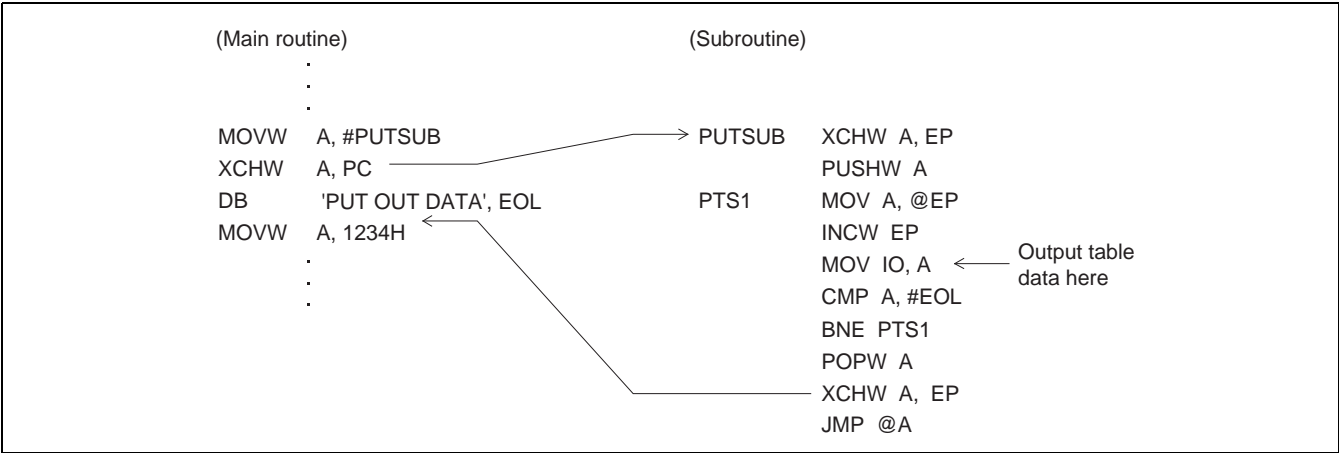 (Main routine)
.
.
.
MOVW A, #PUTSUB
XCHW A, PC
DB 'PUT OUT DATA', EOL
MOVW A, 1234H
.
.
.
(Subroutine)
PUTSUB XCHW A, EP
PUSHW A
PTS1 MOV A, @EP
INCW EP
MOV IO, A
CMP A, #EOL
BNE PTS1
POPW A
XCHW A, EP
JMP @A
Output table
data here